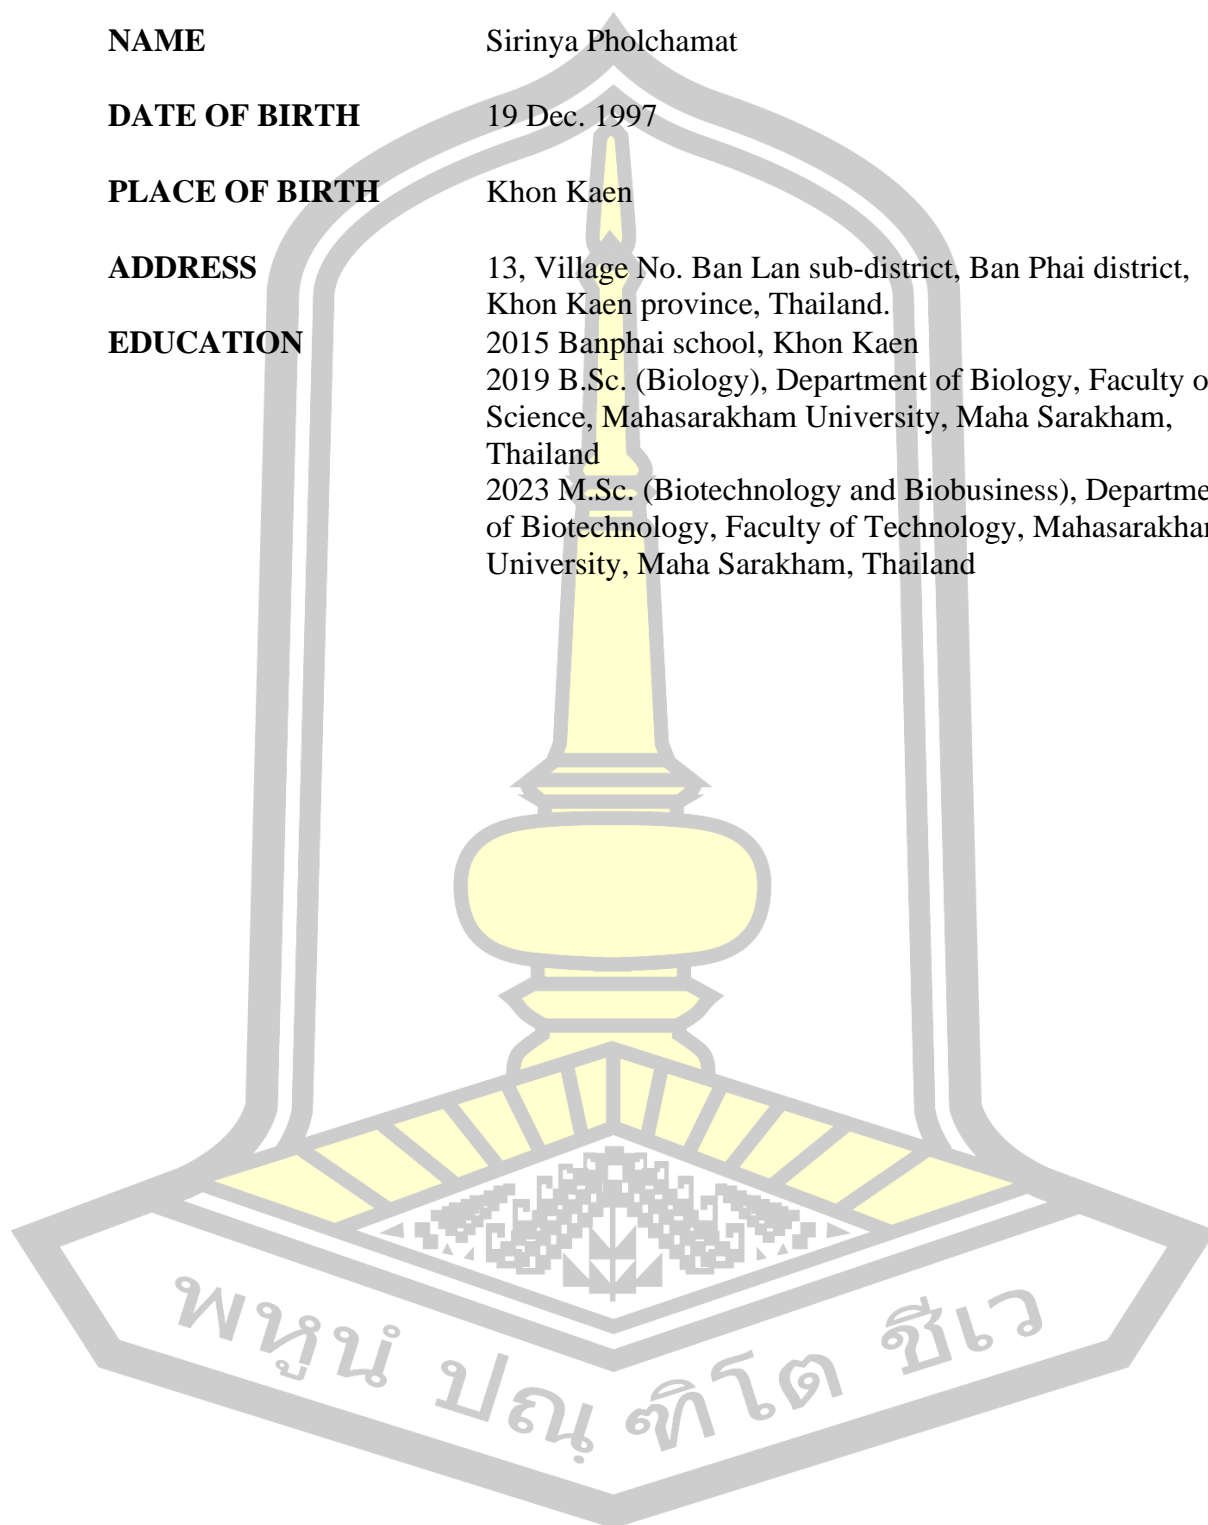 NAME Sirinya Pholchamat
DATE OF BIRTH 19 Dec. 1997
PLACE OF BIRTH Khon Kaen
ADDRESS 13, Village No. Ban Lan sub-district, Ban Phai district,
Khon Kaen province, Thailand.
EDUCATION 2015 Banphai school, Khon Kaen
2019 B.Sc. (Biology), Department of Biology, Faculty o
Science, Mahasarakham University, Maha Sarakham,
Thailand
2023 M.Sc. (Biotechnology and Biobusiness), Departme
of Biotechnology, Faculty of Technology, Mahasarakha
University, Maha Sarakham, Thailand
พหูนํ ปณฺฑิโต ชีเว